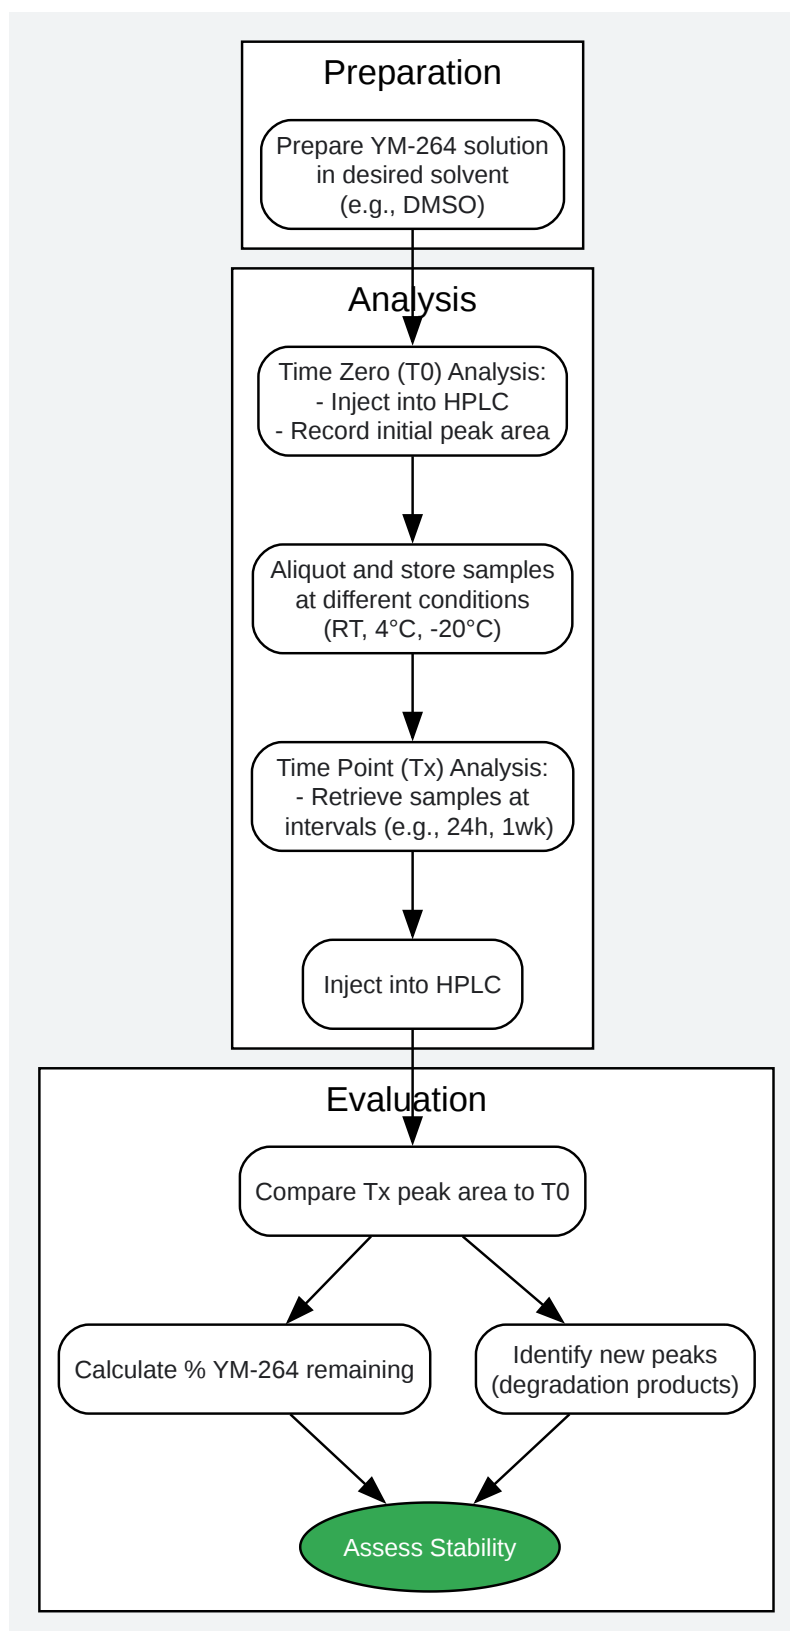 Preparation
Prepare YM-264 solution
in desired solvent
(e.g., DMSO)
Analysis
Time Zero (T0) Analysis:
- Inject into HPLC
- Record initial peak area
Aliquot and store samples
at different conditions
(RT, 4°C, -20°C)
Time Point (Tx) Analysis:
- Retrieve samples at
intervals (e.g., 24h, 1wk)
Inject into HPLC
Evaluation
Compare Tx peak area to T0
Calculate % YM-264 remaining
Identify new peaks
(degradation products)
Assess Stability